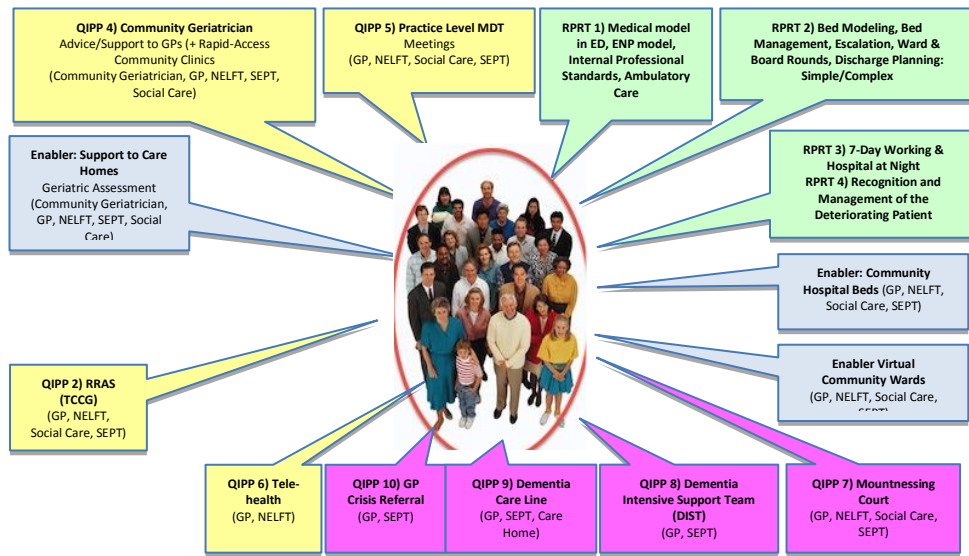 QIPP 4) Community Geriatrician
Advice/Support to GPs (+ Rapid-Access
Community Clinics
(Community Geriatrician, GP, NELFT, SEPT,
Social Care)
QIPP 5) Practice Level MDT
Meetings
(GP, NELFT, Social Care, SEPT)
RPRT 1) Medical model
in ED, ENP model,
Internal Professional
Standards, Ambulatory
Care
RPRT 2) Bed Modeling, Bed
Management, Escalation, Ward &
Board Rounds, Discharge Planning:
Simple/Complex
Enabler: Support to Care
Homes
Geriatric Assessment
(Community Geriatrician,
GP, NELFT, SEPT, Social
Care)
RPRT 3) 7-Day Working &
Hospital at Night
RPRT 4) Recognition and
Management of the
Deteriorating Patient
Enabler: Community
Hospital Beds (GP, NELFT,
Social Care, SEPT)
Enabler Virtual
Community Wards
(GP, NELFT, Social Care,
SEPT)
QIPP 2) RRAS
(TCCG)
(GP, NELFT,
Social Care, SEPT)
QIPP 6) Tele-
health
(GP, NELFT)
QIPP 10) GP
Crisis Referral
(GP, SEPT)
QIPP 9) Dementia
Care Line
(GP, SEPT, Care
Home)
QIPP 8) Dementia
Intensive Support Team
(DIST)
(GP, SEPT)
QIPP 7) Mountnessing
Court
(GP, NELFT, Social Care,
SEPT)